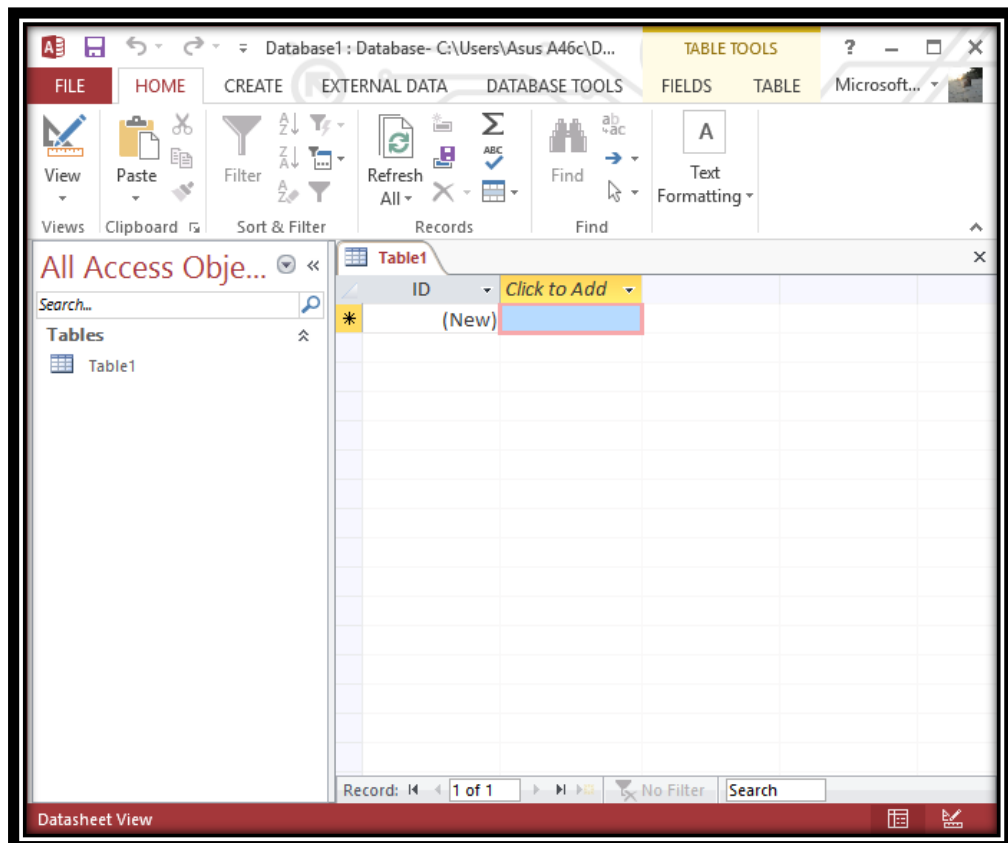 Database1 : Database- C:\Users\Asus A46c\D... TABLE TOOLS ?
FILE HOME CREATE EXTERNAL DATA DATABASE TOOLS FIELDS TABLE Microsoft...
View Paste Filter Refresh All Find Text Formatting
Views Clipboard Sort & Filter Records Find
All Access Obje... «
Search...
Tables
Table1
Table1
ID Click to Add
(New)
Record: 1 of 1 No Filter Search
Datasheet View